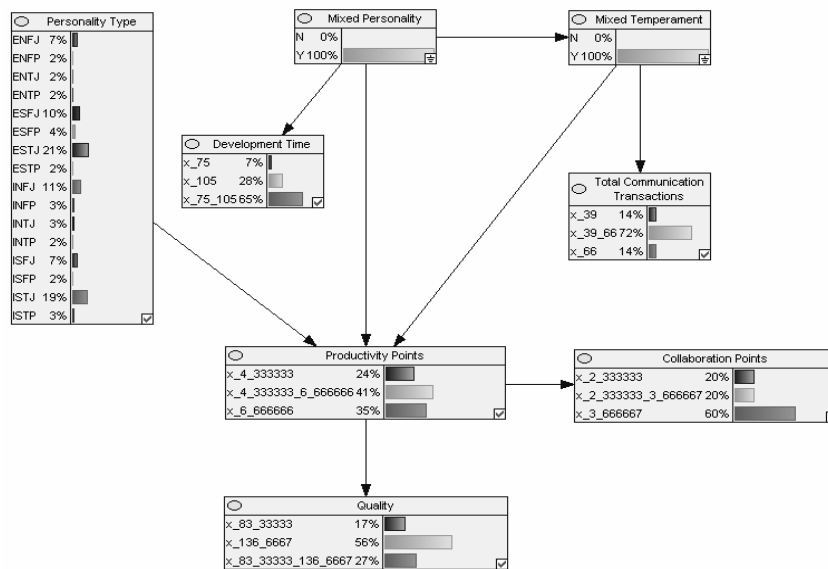 Personality Type
ENFJ 7%
ENFP 2%
ENTJ 2%
ENTP 2%
ESFJ 10%
ESFP 4%
ESTJ 21%
ESTP 2%
INFJ 11%
INFP 3%
INTJ 3%
INTP 2%
ISFJ 7%
ISFP 2%
ISTJ 19%
ISTP 3%
Mixed Personality
N 0%
Y 100%
Mixed Temperament
N 0%
Y 100%
Development Time
x_75 7%
x_105 28%
x_75_105 65%
Total Communication
Transactions
x_39 14%
x_39_66 72%
x_66 14%
Productivity Points
x_4_333333 24%
x_4_333333_6_666666 41%
x_6_666666 35%
Collaboration Points
x_2_333333 20%
x_2_333333_3_666667 20%
x_3_666667 60%
Quality
x_83_33333 17%
x_136_6667 56%
x_83_33333_136_6667 27%